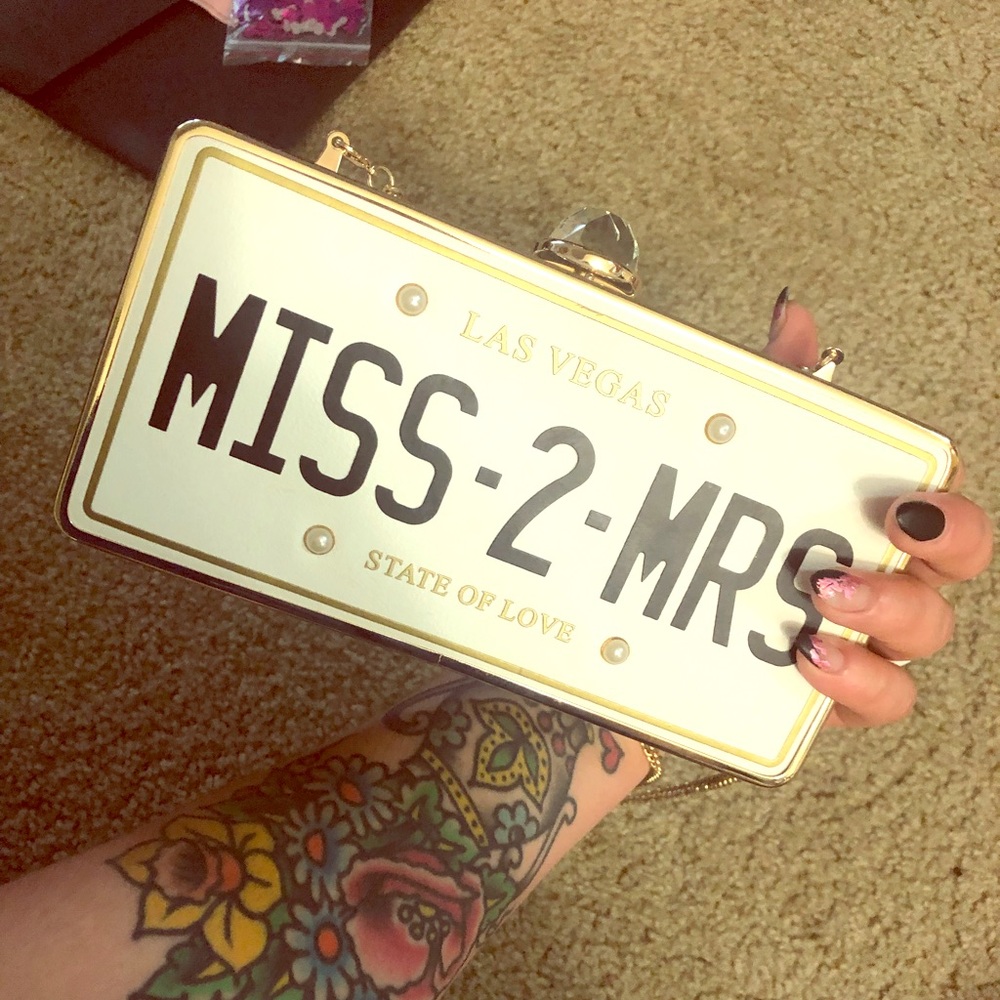 LAS VEGAS
MISS-2-MRS
STATE OF LOVE